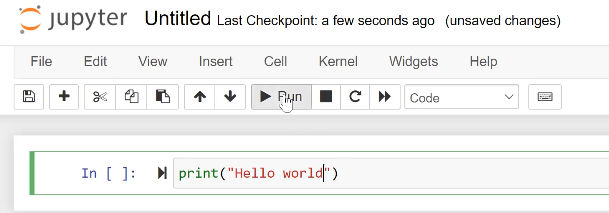 jupyter Untitled Last Checkpoint: a few seconds ago (unsaved changes)
File Edit View Insert Cell Kernel Widgets Help
Run Code
In [ ]: print("Hello world")